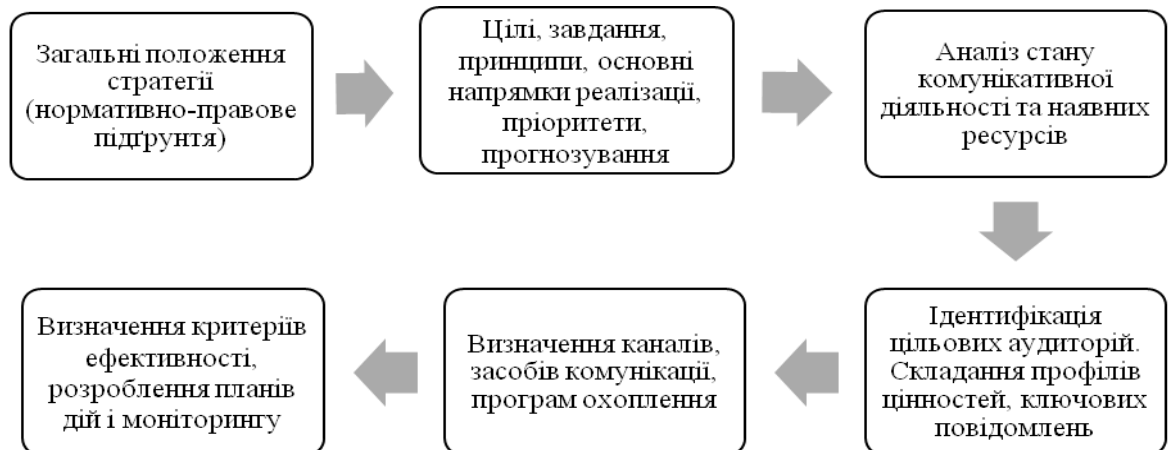 Загальні положення
стратегії
(нормативно-правове
підґрунтя)
Цілі, завдання,
принципи, основні
напрямки реалізації,
пріоритети,
прогнозування
Аналіз стану
комунікативної
діяльності та наявних
ресурсів
Ідентифікація
цільових аудиторій.
Складання профілів
цінностей, ключових
повідомлень
Визначення каналів,
засобів комунікації,
програм охоплення
Визначення критеріїв
ефективності,
розроблення планів
дій і моніторингу